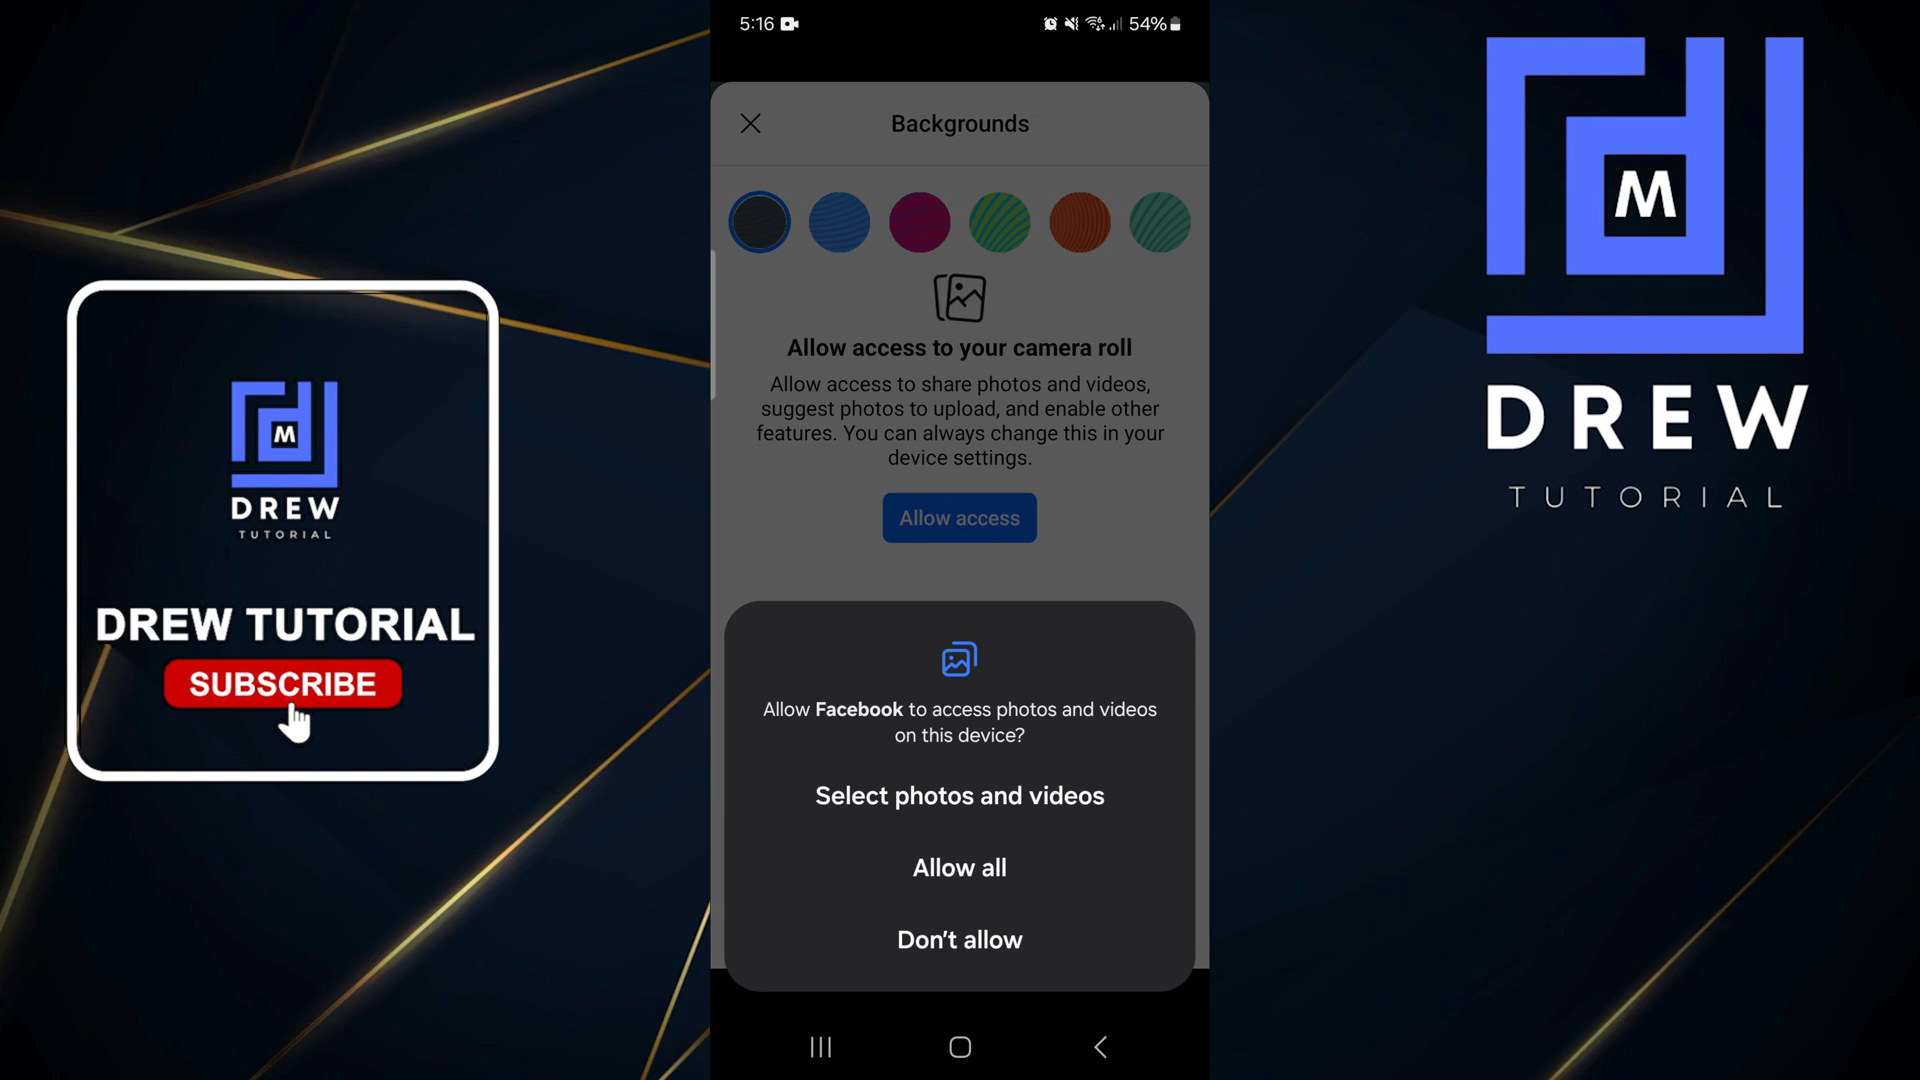 5:16
54%
Backgrounds
Allow access to your camera roll
Allow access to share photos and videos,
suggest photos to upload, and enable other
features. You can always change this in your
device settings.
Allow access
Allow Facebook to access photos and videos
on this device?
Select photos and videos
Allow all
Don't allow
M
DREW
TUTORIAL
DREW TUTORIAL
SUBSCRIBE
M
DREW
TUTORIAL